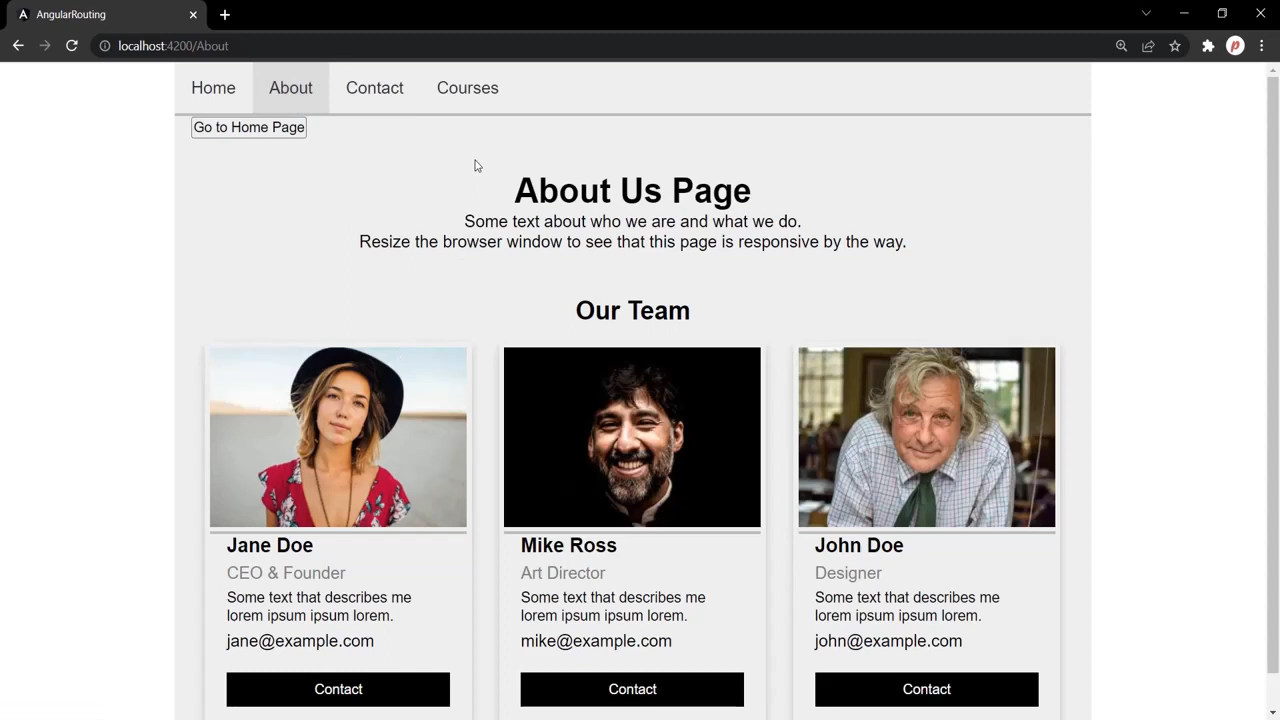 AngularRouting
localhost:4200/About
Home About Contact Courses
Go to Home Page
About Us Page
Some text about who we are and what we do.
Resize the browser window to see that this page is responsive by the way.
Our Team
Jane Doe
CEO & Founder
Some text that describes me
lorem ipsum ipsum lorem.
jane@example.com
Contact
Mike Ross
Art Director
Some text that describes me
lorem ipsum ipsum lorem.
mike@example.com
Contact
John Doe
Designer
Some text that describes me
lorem ipsum ipsum lorem.
john@example.com
Contact